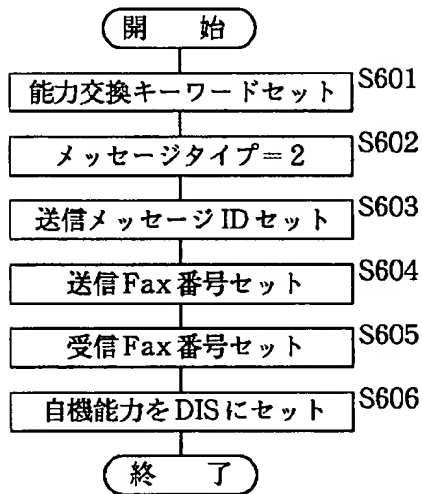 開　始
能力交換キーワードセット S601
メッセージタイプ＝2 S602
送信メッセージIDセット S603
送信Fax番号セット S604
受信Fax番号セット S605
自機能力をDISにセット S606
終　了